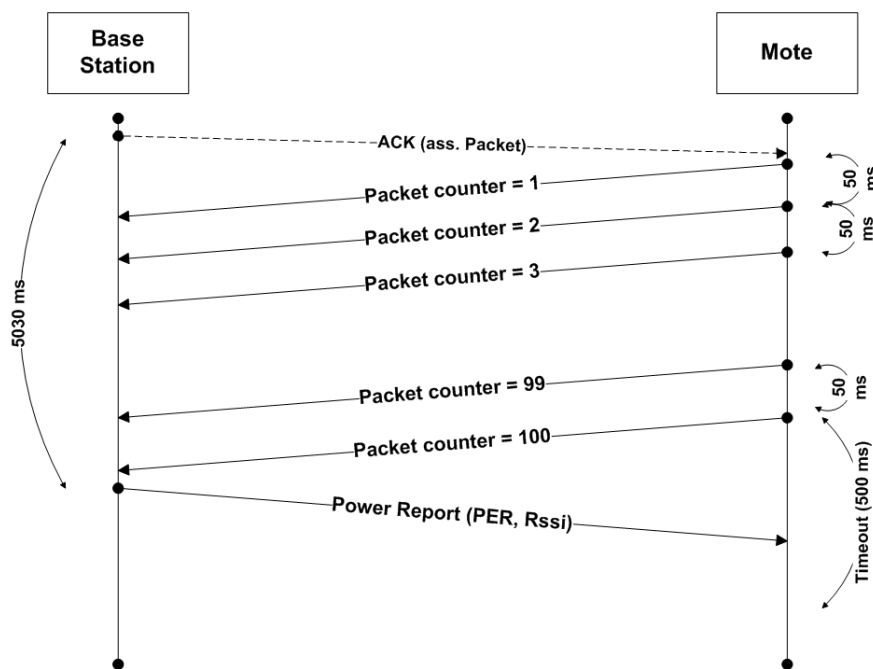 Base
Station
Mote
ACK (ass. Packet)
Packet counter = 1
50
ms
Packet counter = 2
50
ms
Packet counter = 3
5030 ms
Packet counter = 99
50
ms
Packet counter = 100
Power Report (PER, Rssi)
Timeout (500 ms)